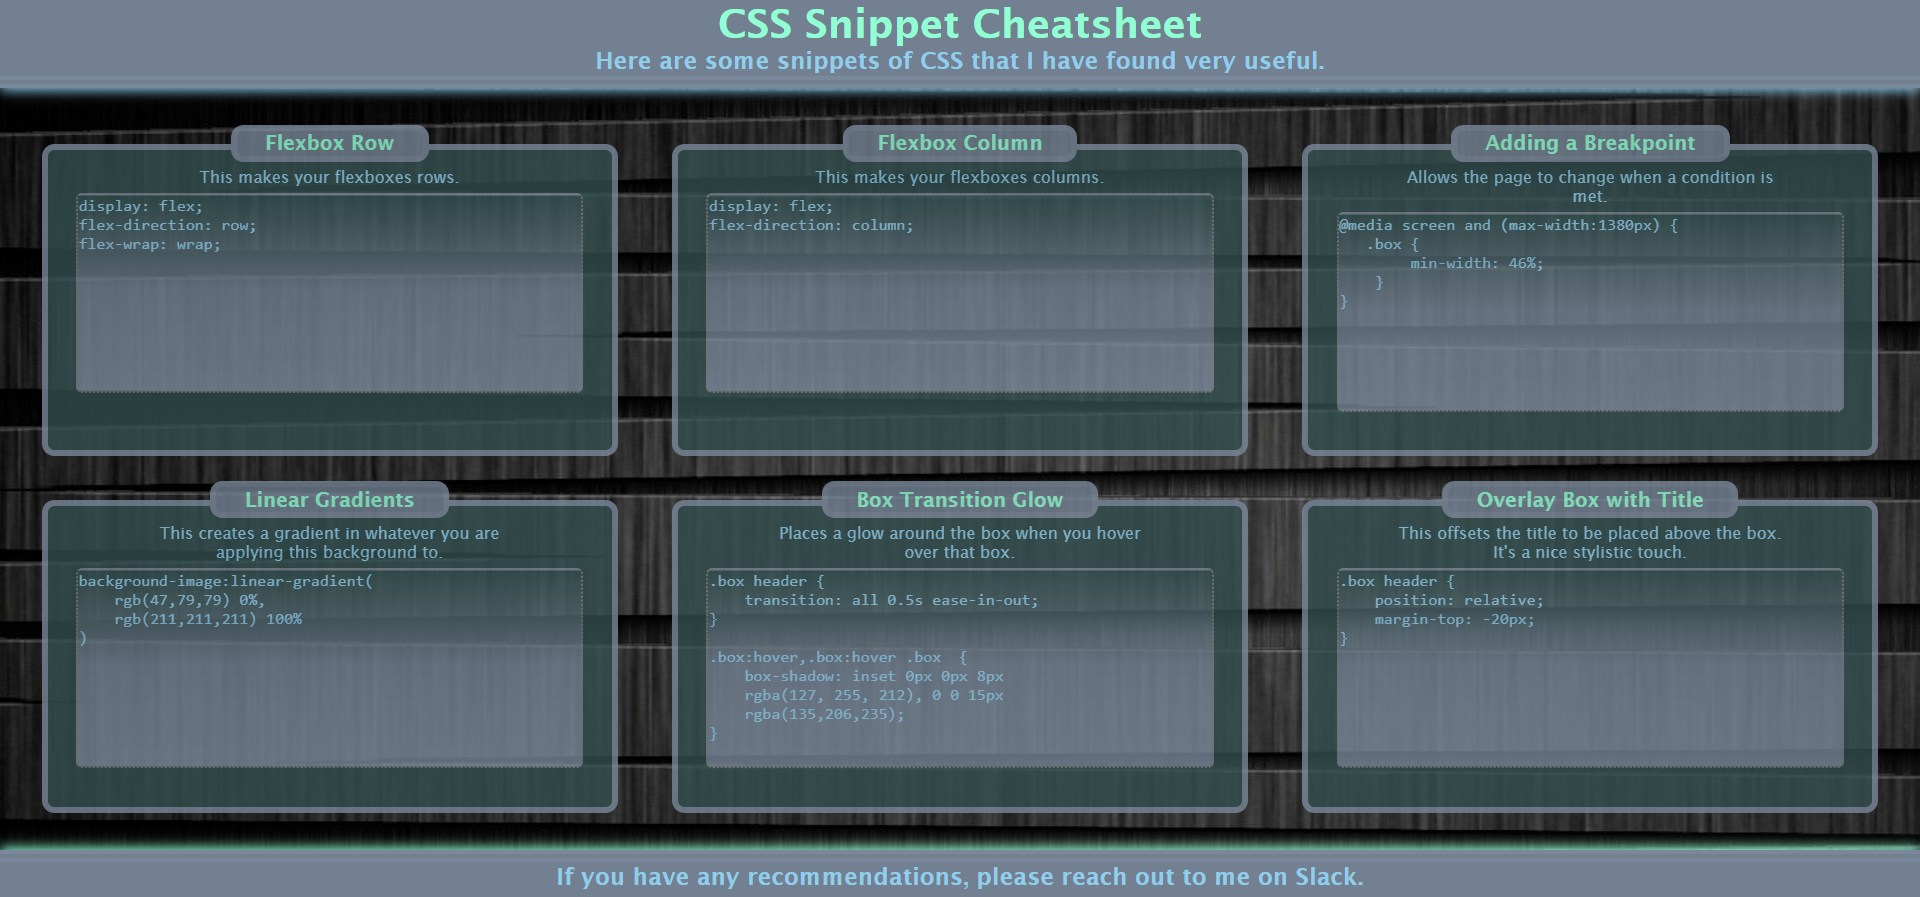 CSS Snippet Cheatsheet
Here are some snippets of CSS that I have found very useful.
Flexbox Row
This makes your flexboxes rows.
display: flex;
flex-direction: row;
flex-wrap: wrap;
Flexbox Column
This makes your flexboxes columns.
display: flex;
flex-direction: column;
Adding a Breakpoint
Allows the page to change when a condition is
met.
@media screen and (max-width:1380px) {
   .box {
        min-width: 46%;
    }
}
Linear Gradients
This creates a gradient in whatever you are
applying this background to.
background-image:linear-gradient(
    rgb(47,79,79) 0%,
    rgb(211,211,211) 100%
)
Box Transition Glow
Places a glow around the box when you hover
over that box.
.box header {
    transition: all 0.5s ease-in-out;
}
.box:hover,.box:hover .box  {
    box-shadow: inset 0px 0px 8px
    rgba(127, 255, 212), 0 0 15px
    rgba(135,206,235);
}
Overlay Box with Title
This offsets the title to be placed above the box.
It's a nice stylistic touch.
.box header {
    position: relative;
    margin-top: -20px;
}
If you have any recommendations, please reach out to me on Slack.